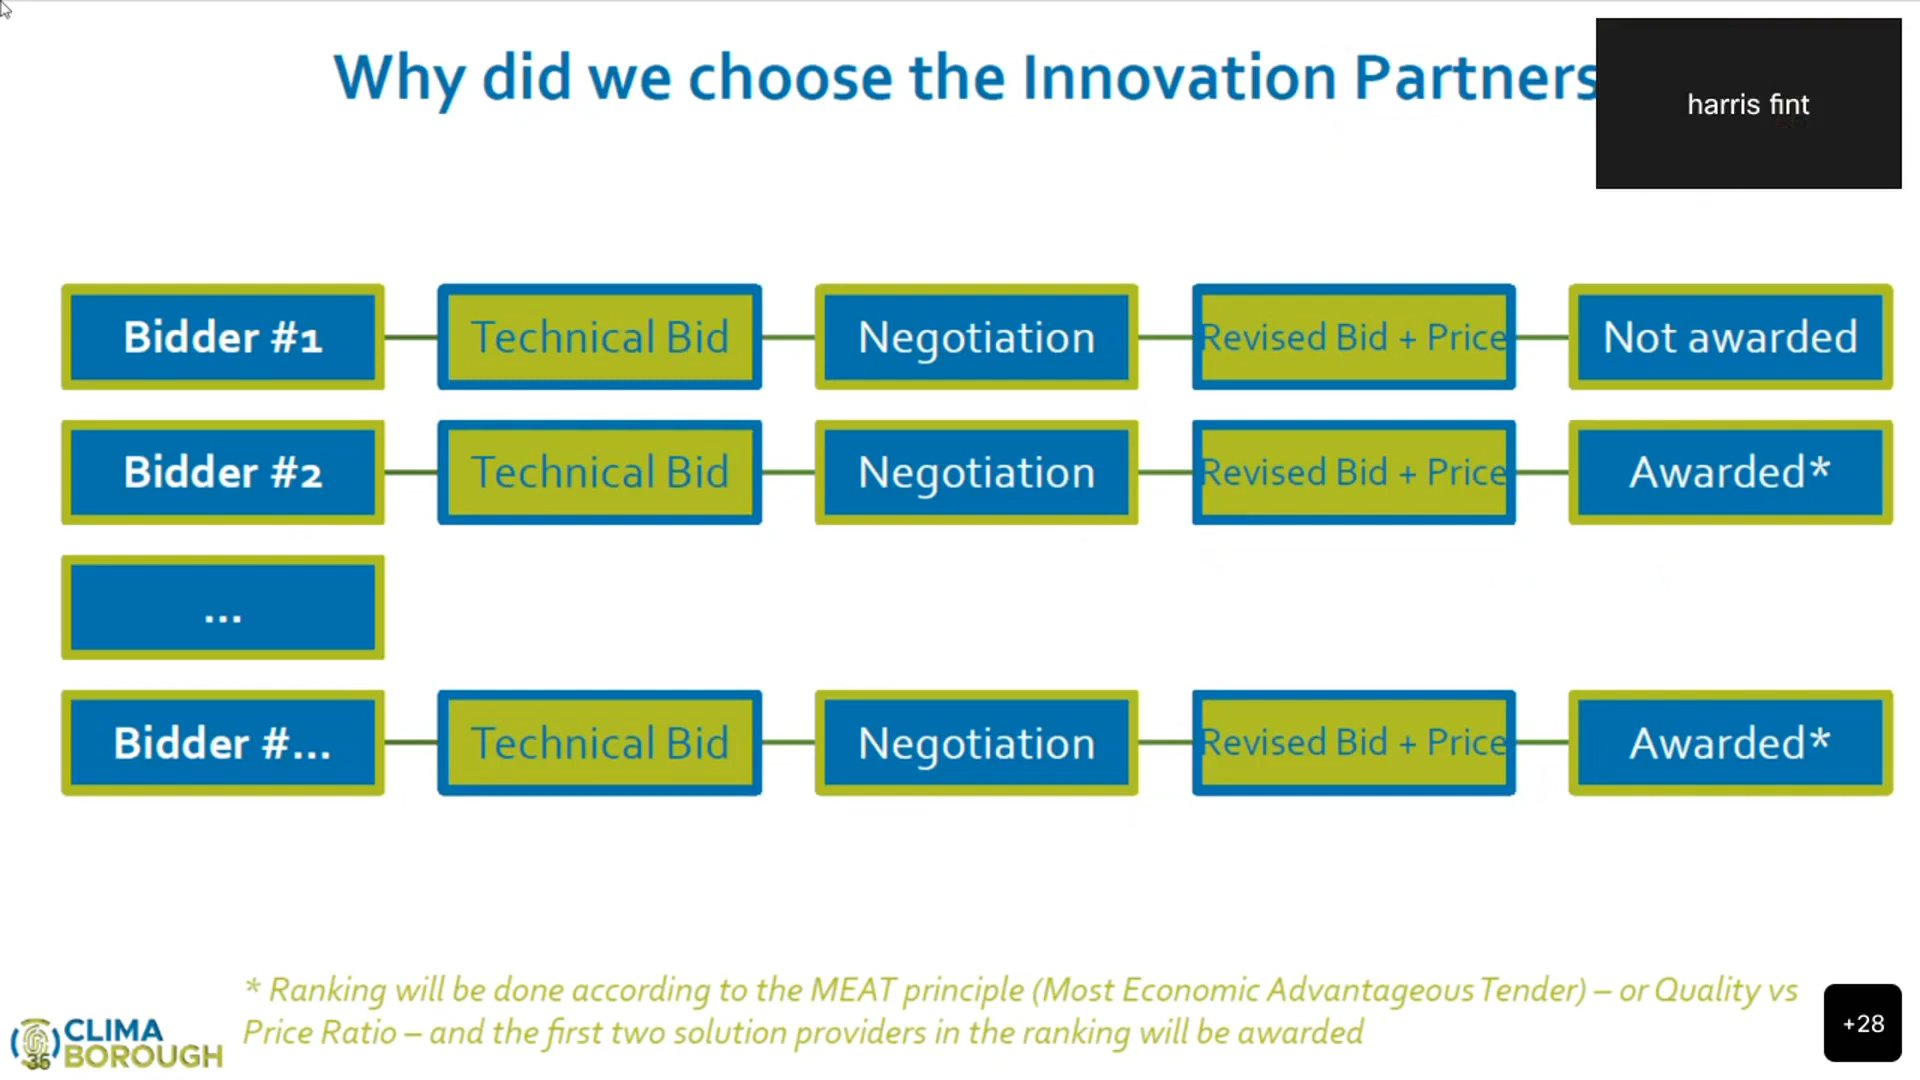 Why did we choose the Innovation Partners
harris fint
Bidder #1 Technical Bid Negotiation Revised Bid + Price Not awarded
Bidder #2 Technical Bid Negotiation Revised Bid + Price Awarded*
...
Bidder #... Technical Bid Negotiation Revised Bid + Price Awarded*
* Ranking will be done according to the MEAT principle (Most Economic Advantageous Tender) – or Quality vs
Price Ratio – and the first two solution providers in the ranking will be awarded
CLIMA
BOROUGH
+28